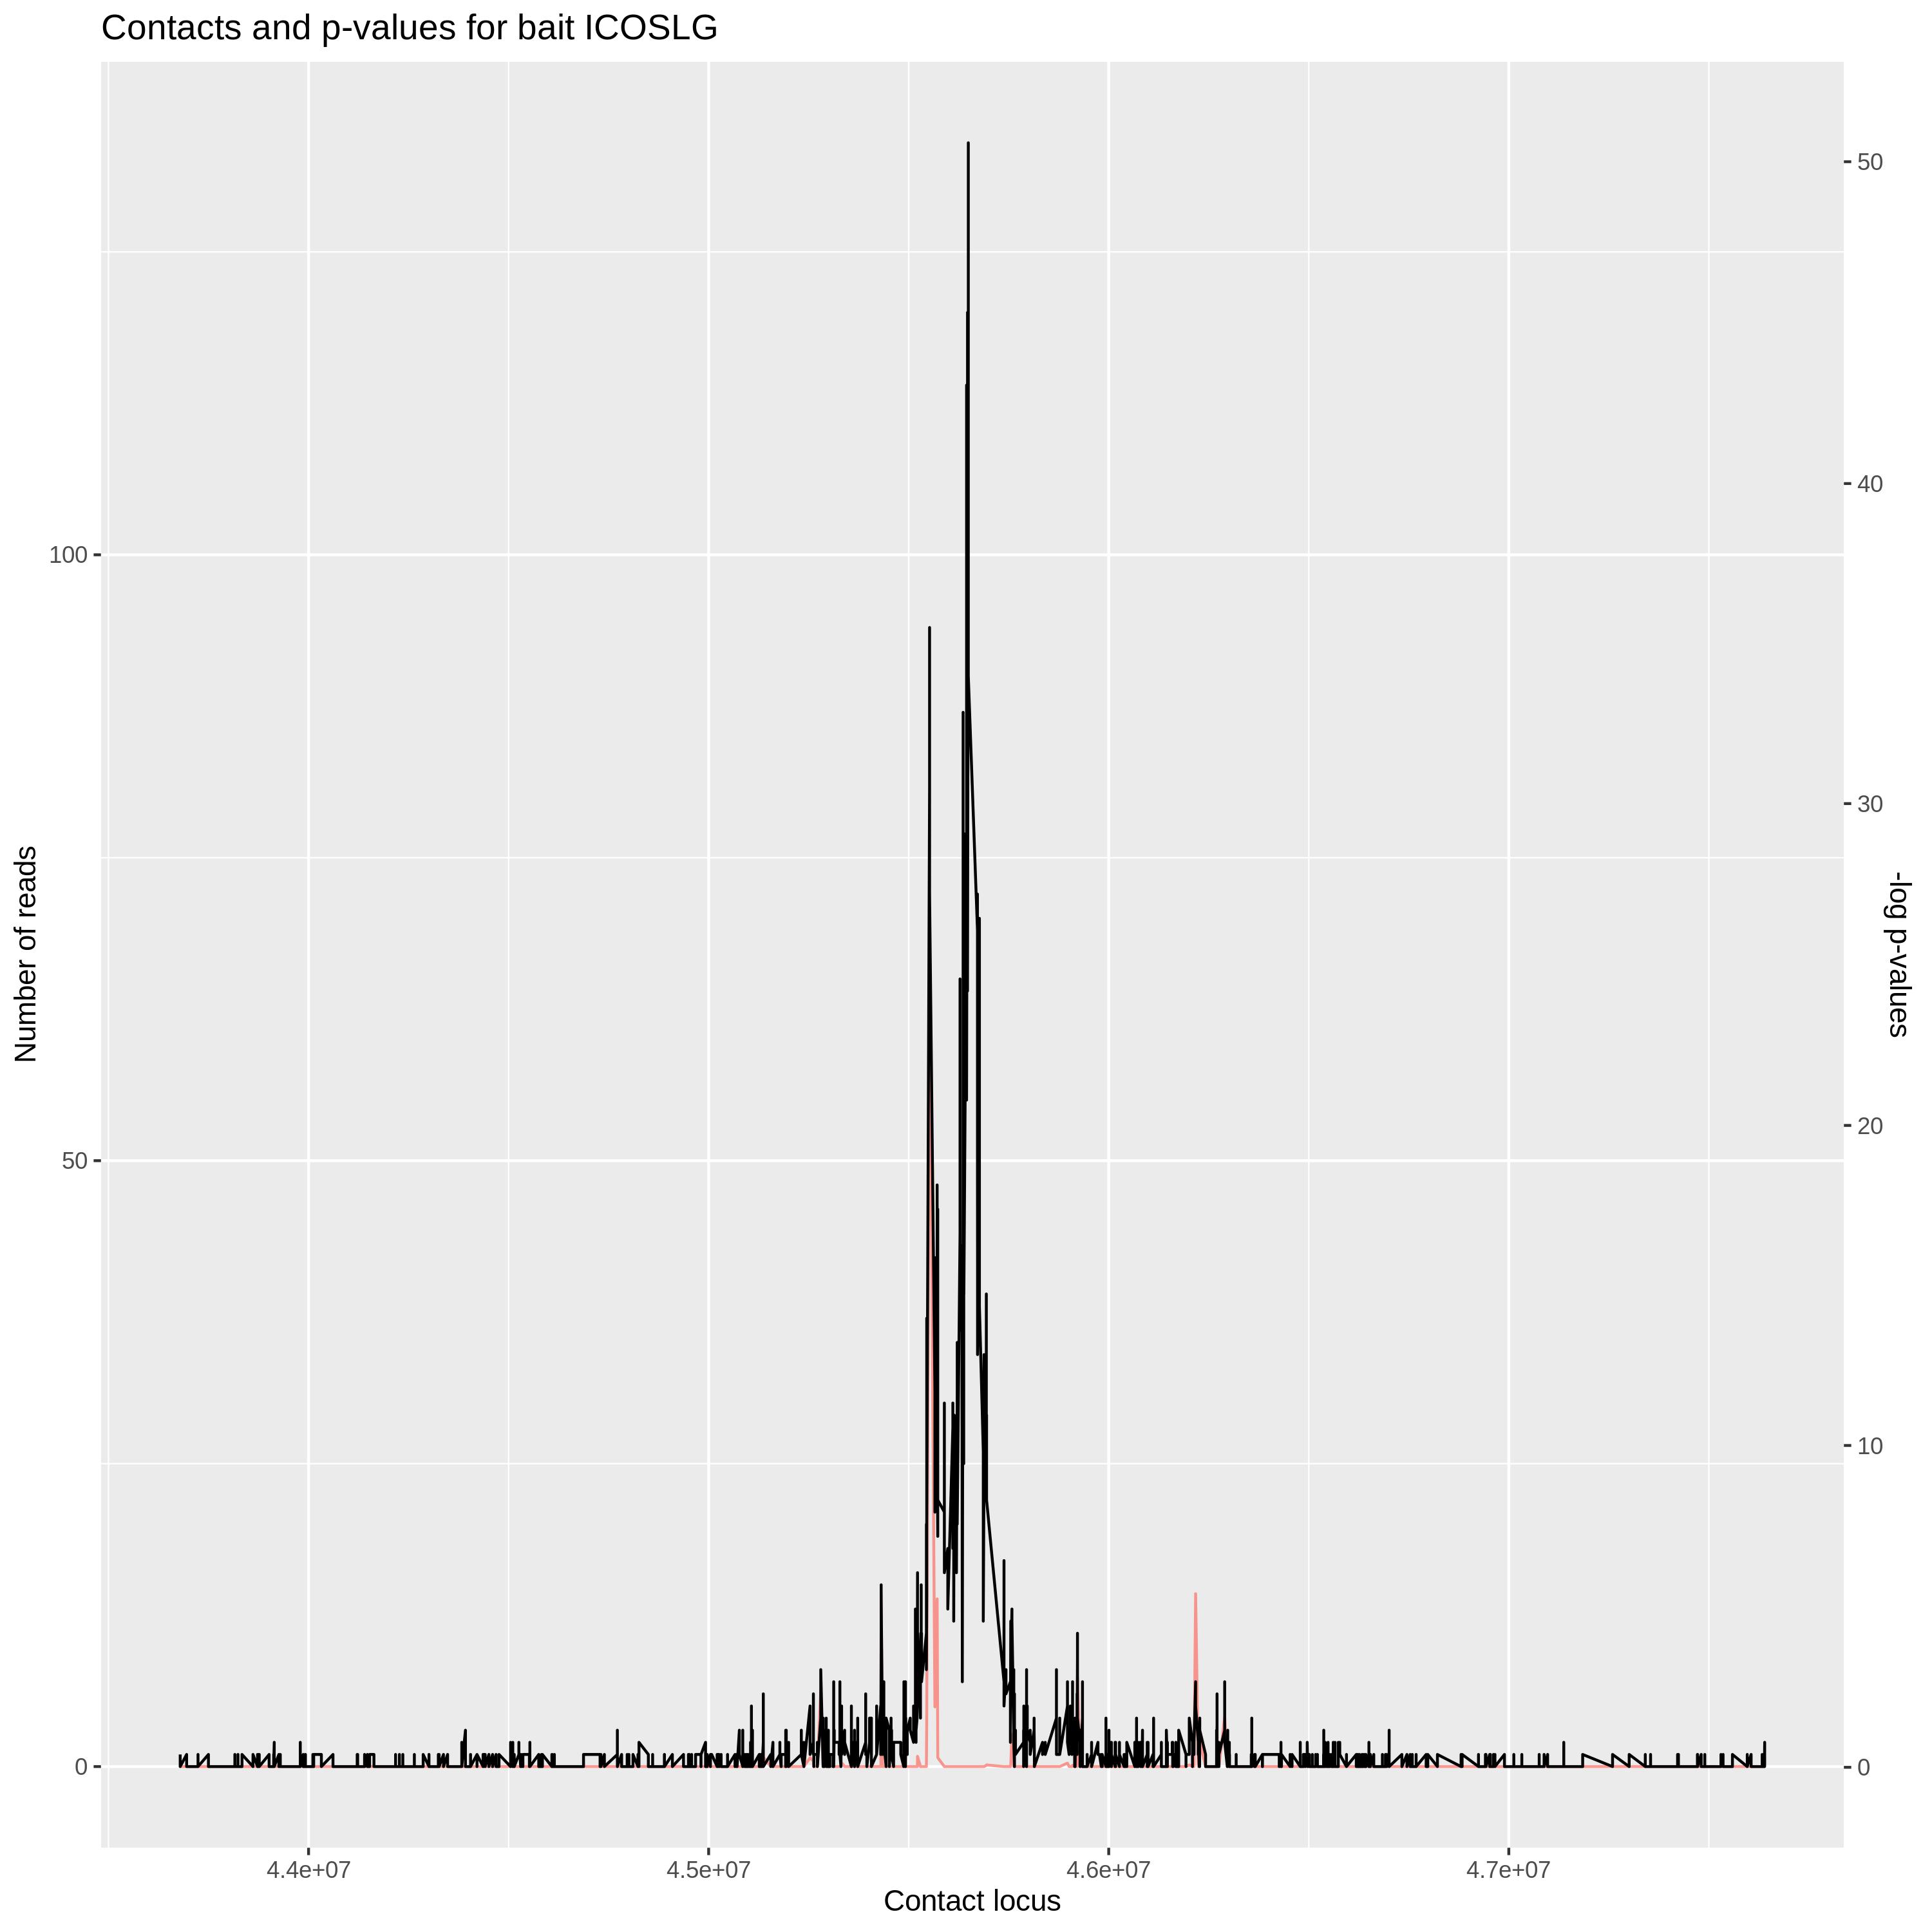 Contacts and p-values for bait ICOSLG
Number of reads
100
50
0
50
40
30
20
10
0
-log p-values
4.4e+07
4.5e+07
4.6e+07
4.7e+07
Contact locus